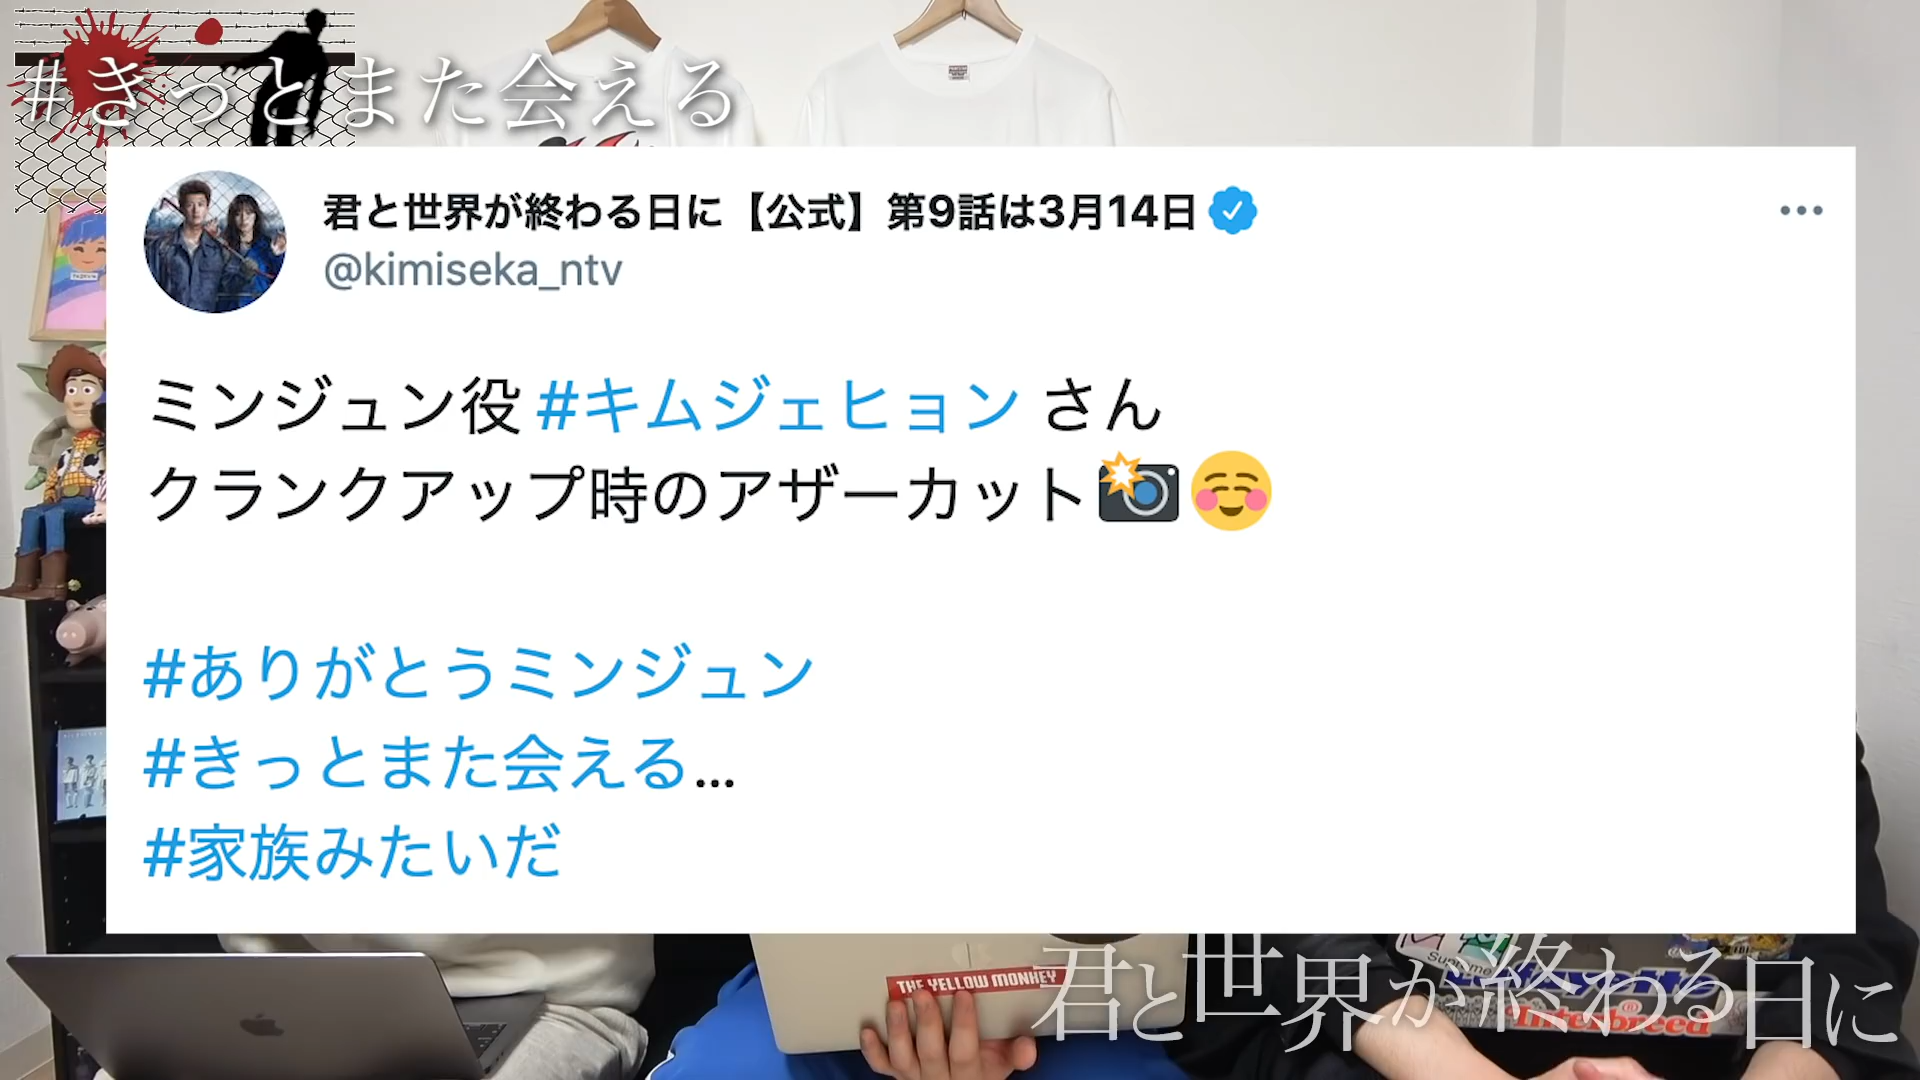 #きっとまた会える
君と世界が終わる日に【公式】第9話は3月14日
@kimiseka_ntv
ミンジュン役 #キムジェヒョン さん
クランクアップ時のアザーカット📸☺️
#ありがとうミンジュン
#きっとまた会える...
#家族みたいだ
THE YELLOW MONKEY
Supreme
Interbreed
君と世界が終わる日に